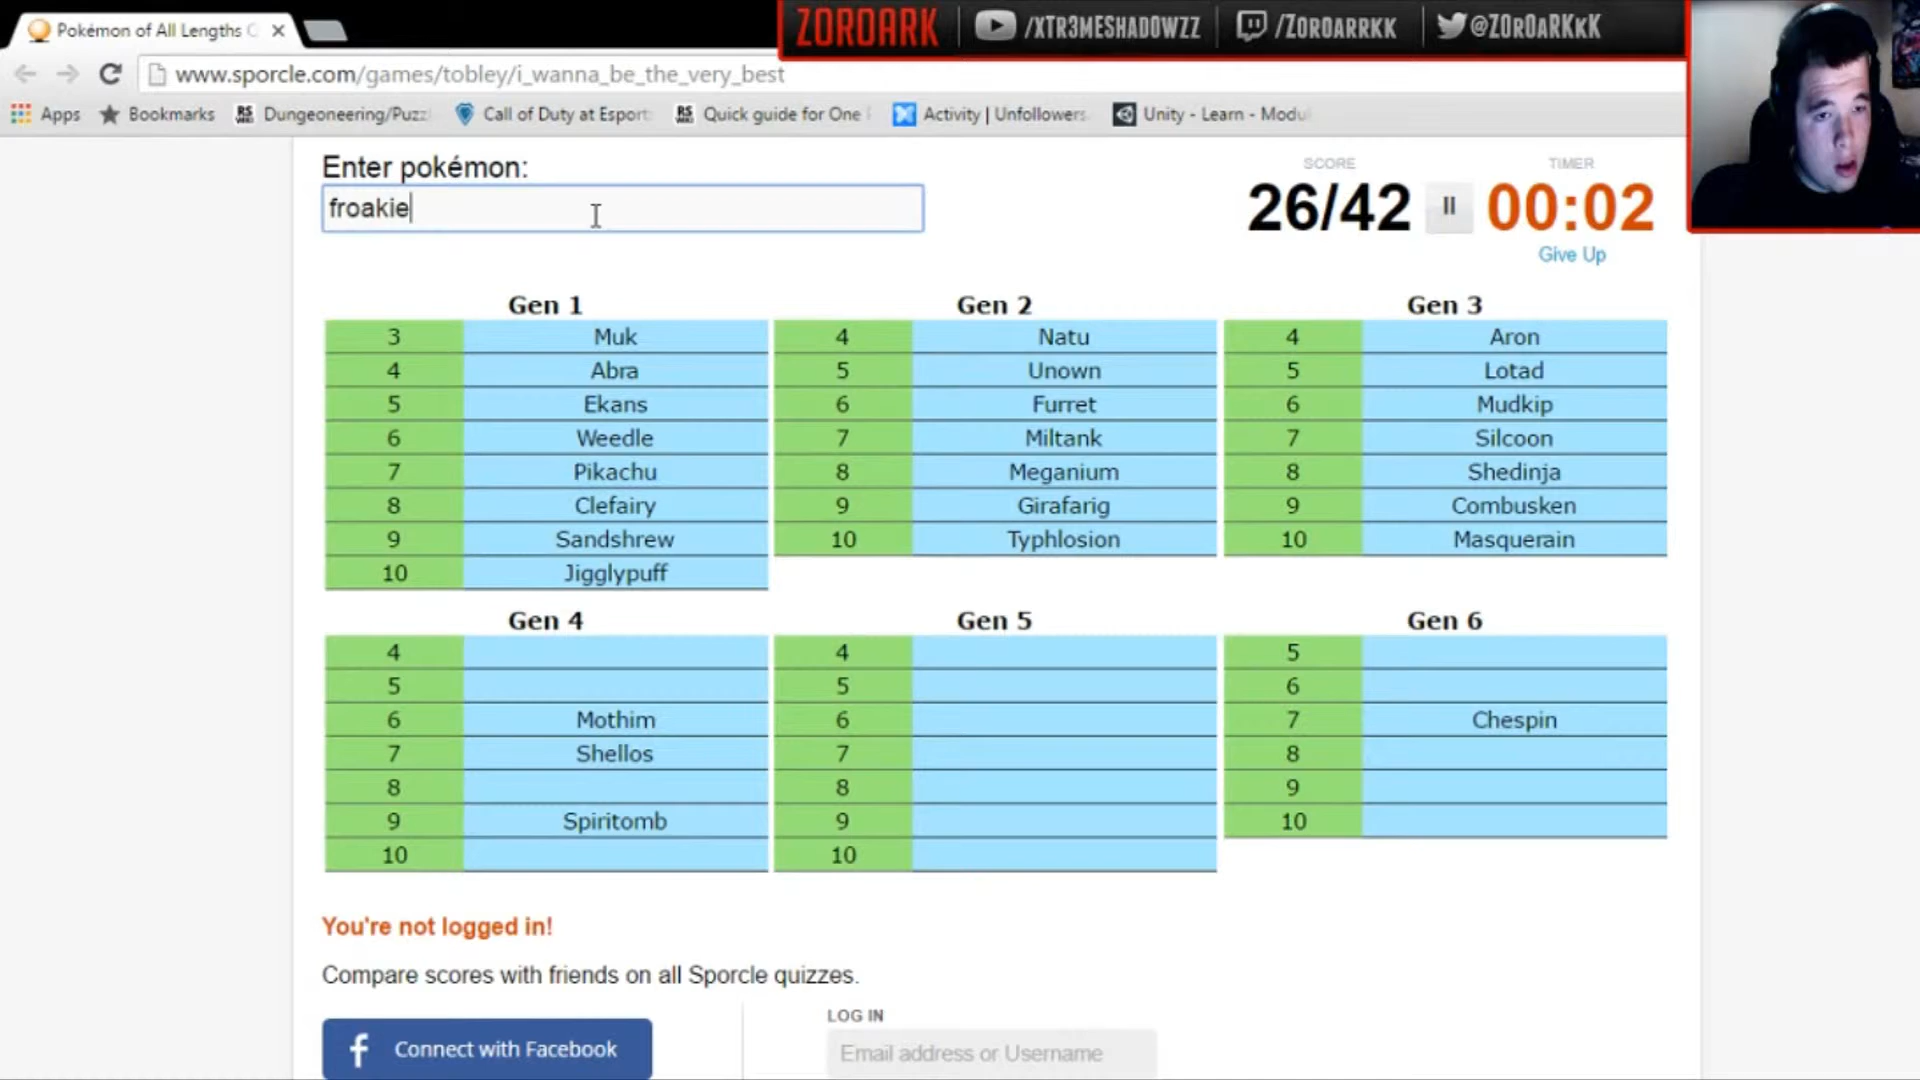 ZOROARK /XTR3MESHADOWZZ /ZOROARRKK @ZOROARKKK
Pokémon of All Lengths
www.sporcle.com/games/tobley/i_wanna_be_the_very_best
Apps Bookmarks Dungeoneering/Puzz Call of Duty at Esport Quick guide for One Activity | Unfollowers Unity - Learn - Modu
Enter pokémon:
froakie
SCORE
26/42
TIMER
00:02
Give Up
Gen 1
3 Muk
4 Abra
5 Ekans
6 Weedle
7 Pikachu
8 Clefairy
9 Sandshrew
10 Jigglypuff
Gen 2
4 Natu
5 Unown
6 Furret
7 Miltank
8 Meganium
9 Girafarig
10 Typhlosion
Gen 3
4 Aron
5 Lotad
6 Mudkip
7 Silcoon
8 Shedinja
9 Combusken
10 Masquerain
Gen 4
4
5
6 Mothim
7 Shellos
8
9 Spiritomb
10
Gen 5
4
5
6
7
8
9
10
Gen 6
5
6
7 Chespin
8
9
10
You're not logged in!
Compare scores with friends on all Sporcle quizzes.
Connect with Facebook
LOG IN
Email address or Username